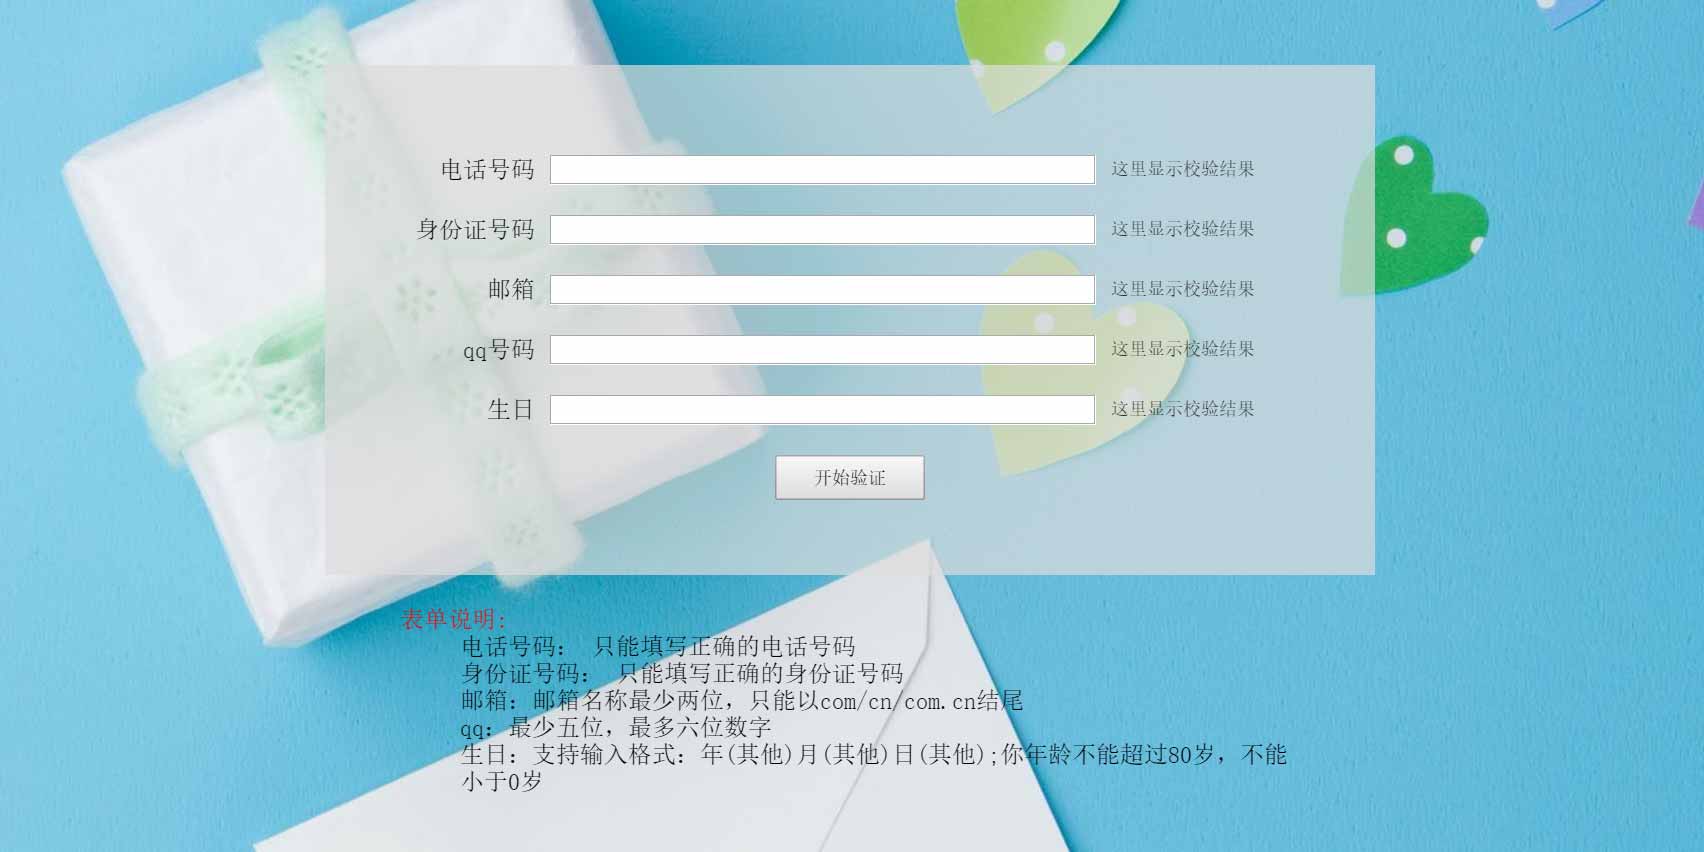 电话号码 这里显示校验结果
身份证号码 这里显示校验结果
邮箱 这里显示校验结果
qq号码 这里显示校验结果
生日 这里显示校验结果
开始验证
表单说明:
电话号码： 只能填写正确的电话号码
身份证号码： 只能填写正确的身份证号码
邮箱：邮箱名称最少两位，只能以com/cn/com.cn结尾
qq：最少五位，最多六位数字
生日：支持输入格式：年(其他)月(其他)日(其他);你年龄不能超过80岁，不能
小于0岁